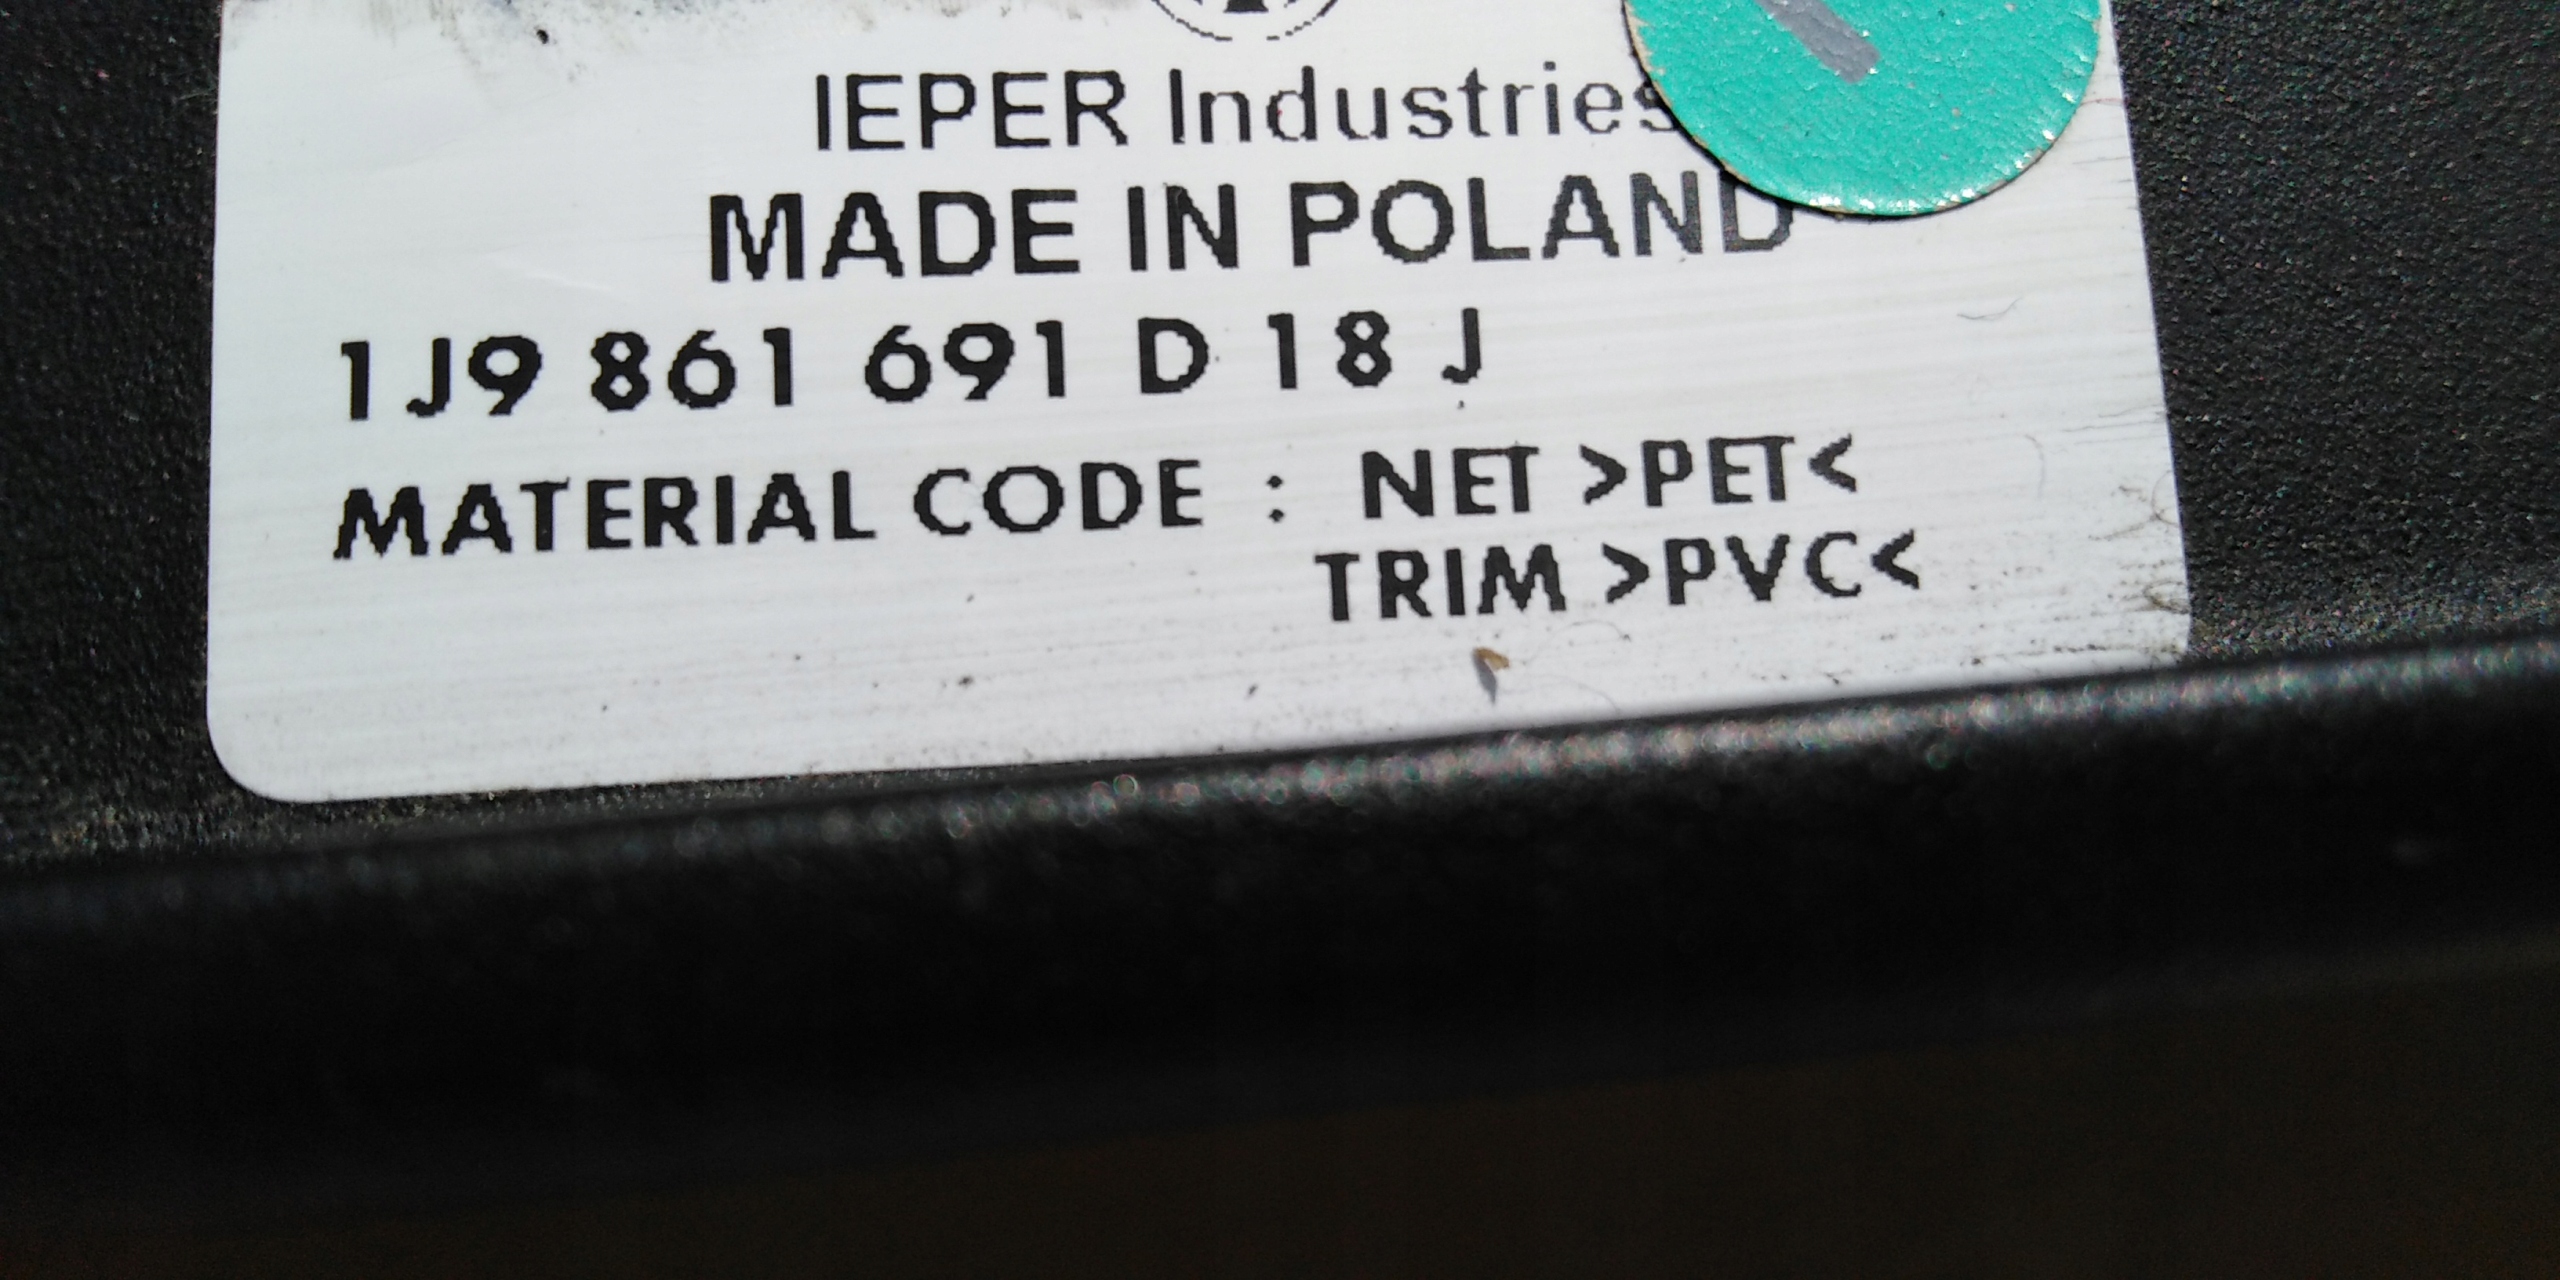 IEPER Industries
MADE IN POLAND
1J9 861 691 D 18 J
MATERIAL CODE : NET >PET<
TRIM >PVC<